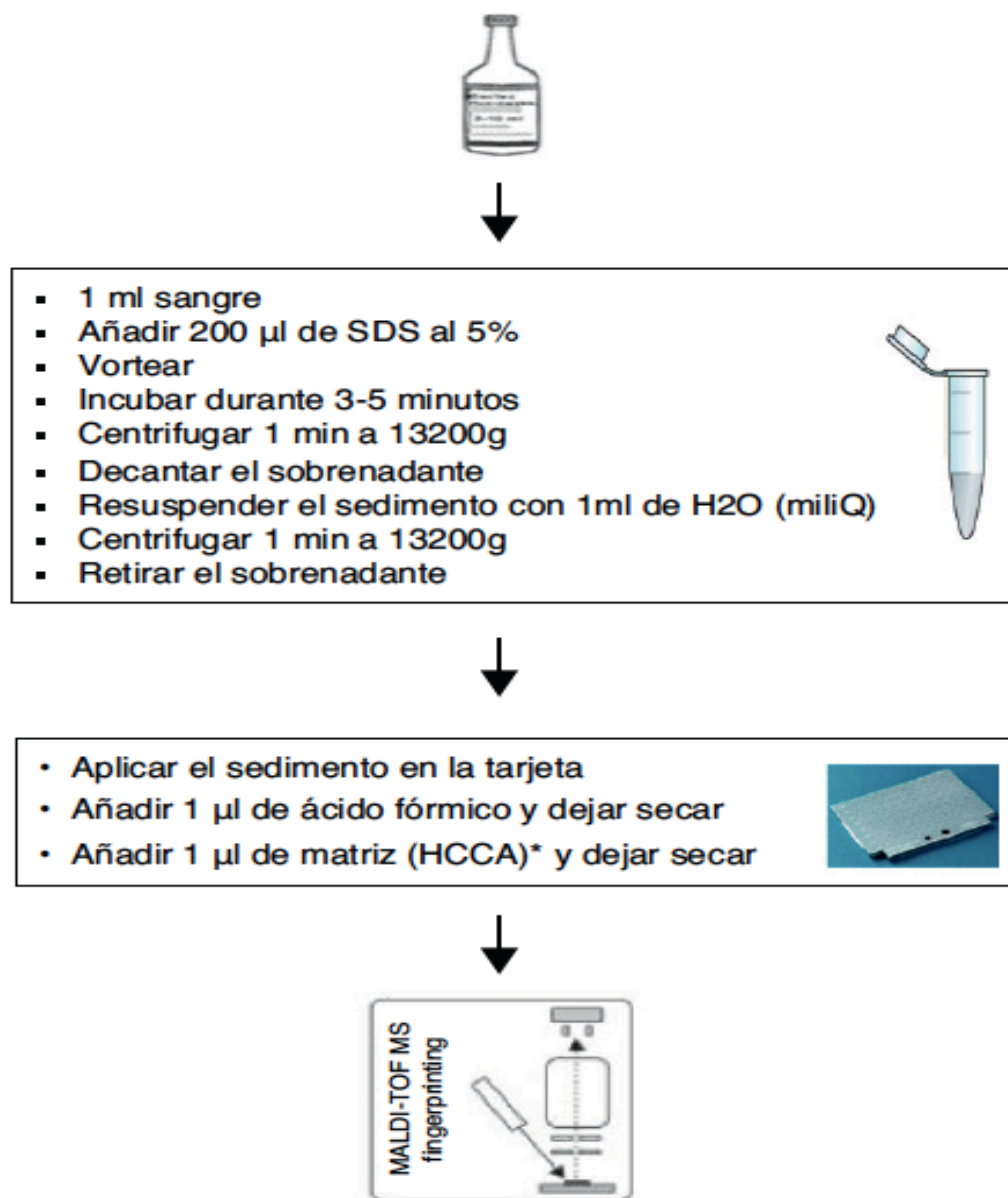 1 ml sangre
Añadir 200 µl de SDS al 5%
Vortear
Incubar durante 3-5 minutos
Centrifugar 1 min a 13200g
Decantar el sobrenadante
Resuspender el sedimento con 1ml de H2O (miliQ)
Centrifugar 1 min a 13200g
Retirar el sobrenadante
Aplicar el sedimento en la tarjeta
Añadir 1 µl de ácido fórmico y dejar secar
Añadir 1 µl de matriz (HCCA)* y dejar secar
MALDI-TOF MS
fingerprinting